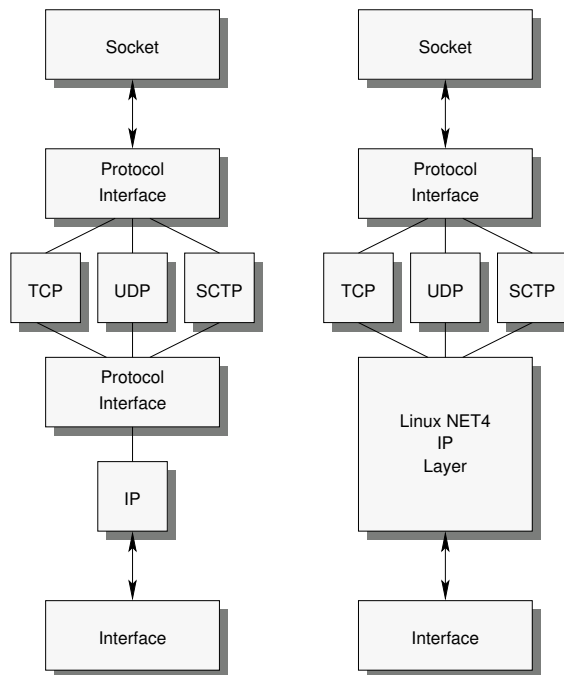 Socket
Protocol
Interface
TCP
UDP
SCTP
Protocol
Interface
IP
Interface
Socket
Protocol
Interface
TCP
UDP
SCTP
Linux NET4
IP
Layer
Interface